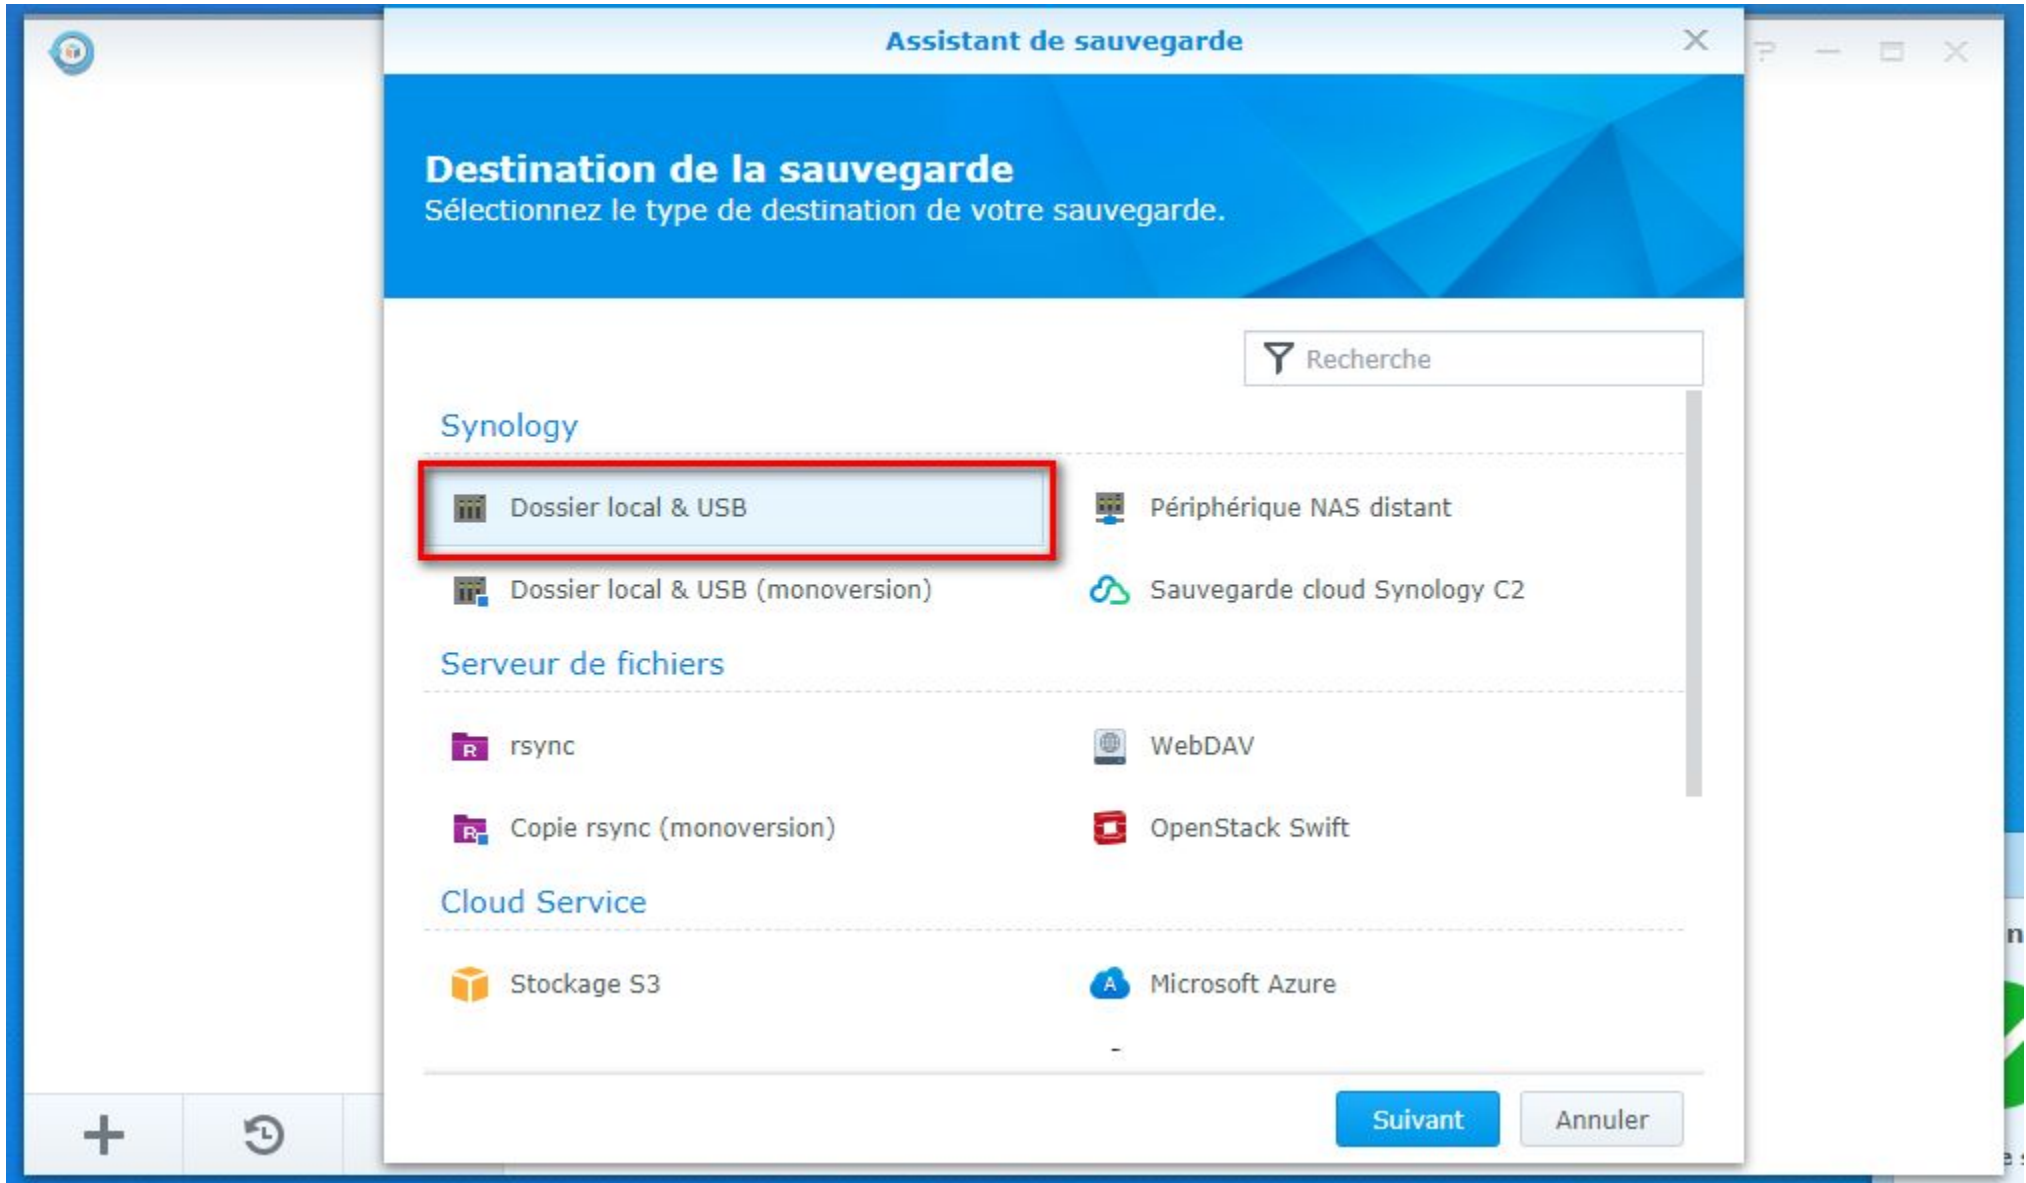 Assistant de sauvegarde
Destination de la sauvegarde
Sélectionnez le type de destination de votre sauvegarde.
Recherche
Synology
Dossier local & USB
Périphérique NAS distant
Dossier local & USB (monoversion)
Sauvegarde cloud Synology C2
Serveur de fichiers
rsync
WebDAV
Copie rsync (monoversion)
OpenStack Swift
Cloud Service
Stockage S3
Microsoft Azure
Suivant
Annuler